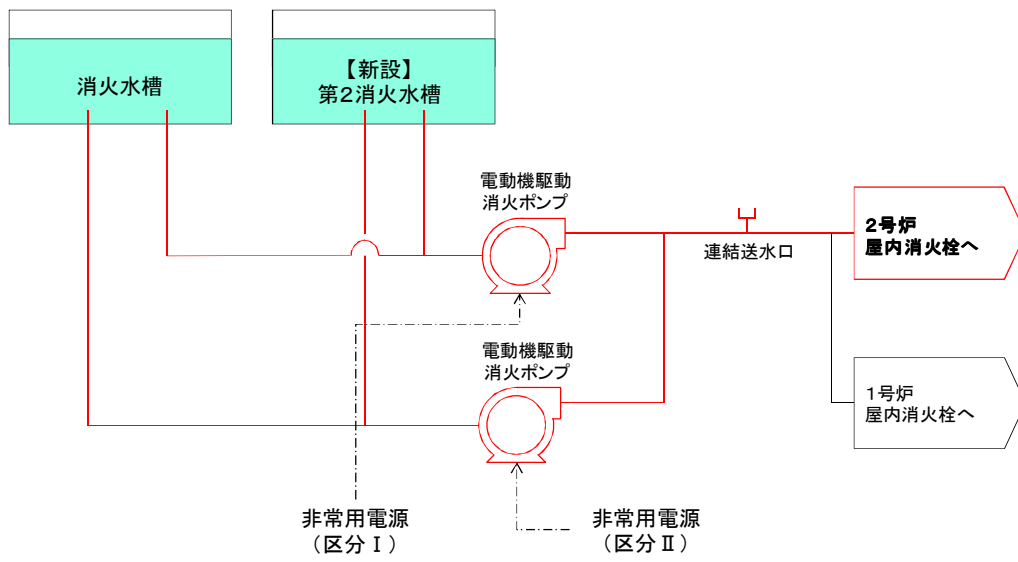 消火水槽
【新設】
第2消火水槽
電動機駆動
消火ポンプ
連結送水口
2号炉
屋内消火栓へ
電動機駆動
消火ポンプ
1号炉
屋内消火栓へ
非常用電源
（区分Ⅰ）
非常用電源
（区分Ⅱ）